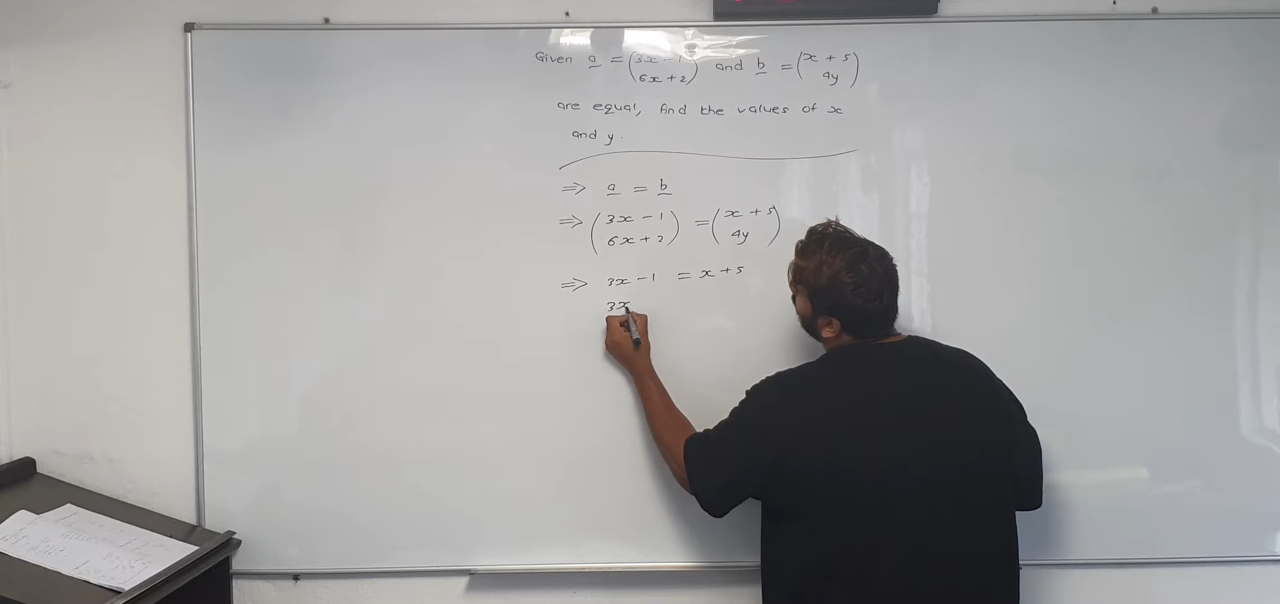 Given a = (3x - 1 and b = (x + 5
6x + 2) 4y)
are equal, find the values of x
and y.
⇒ a = b
⇒ (3x - 1 = (x + 5
6x + 2) 4y)
⇒ 3x - 1 = x + 5
3x